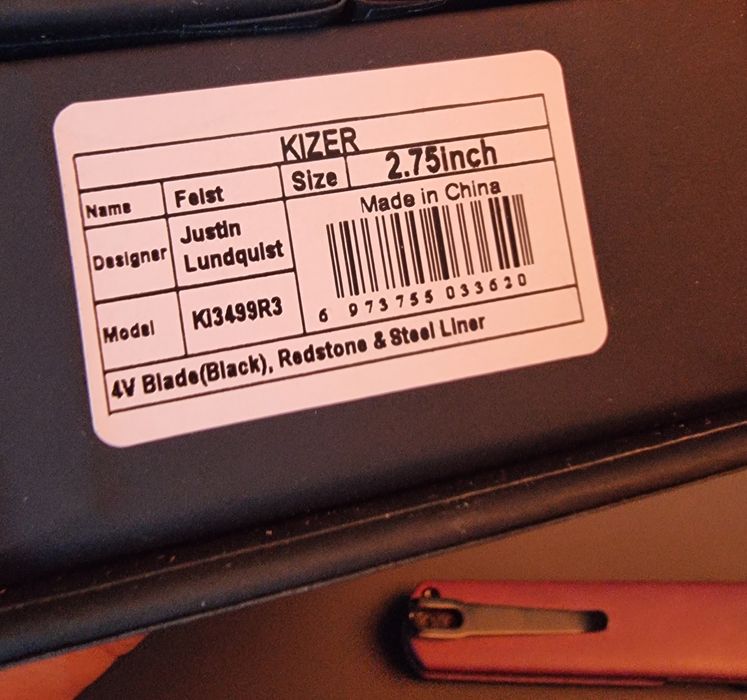 KIZER
Name Feist Size 2.75inch
Designer Justin Lundquist
Made in China
6 973755 033620
Model KI3499R3
4V Blade(Black), Redstone & Steel Liner